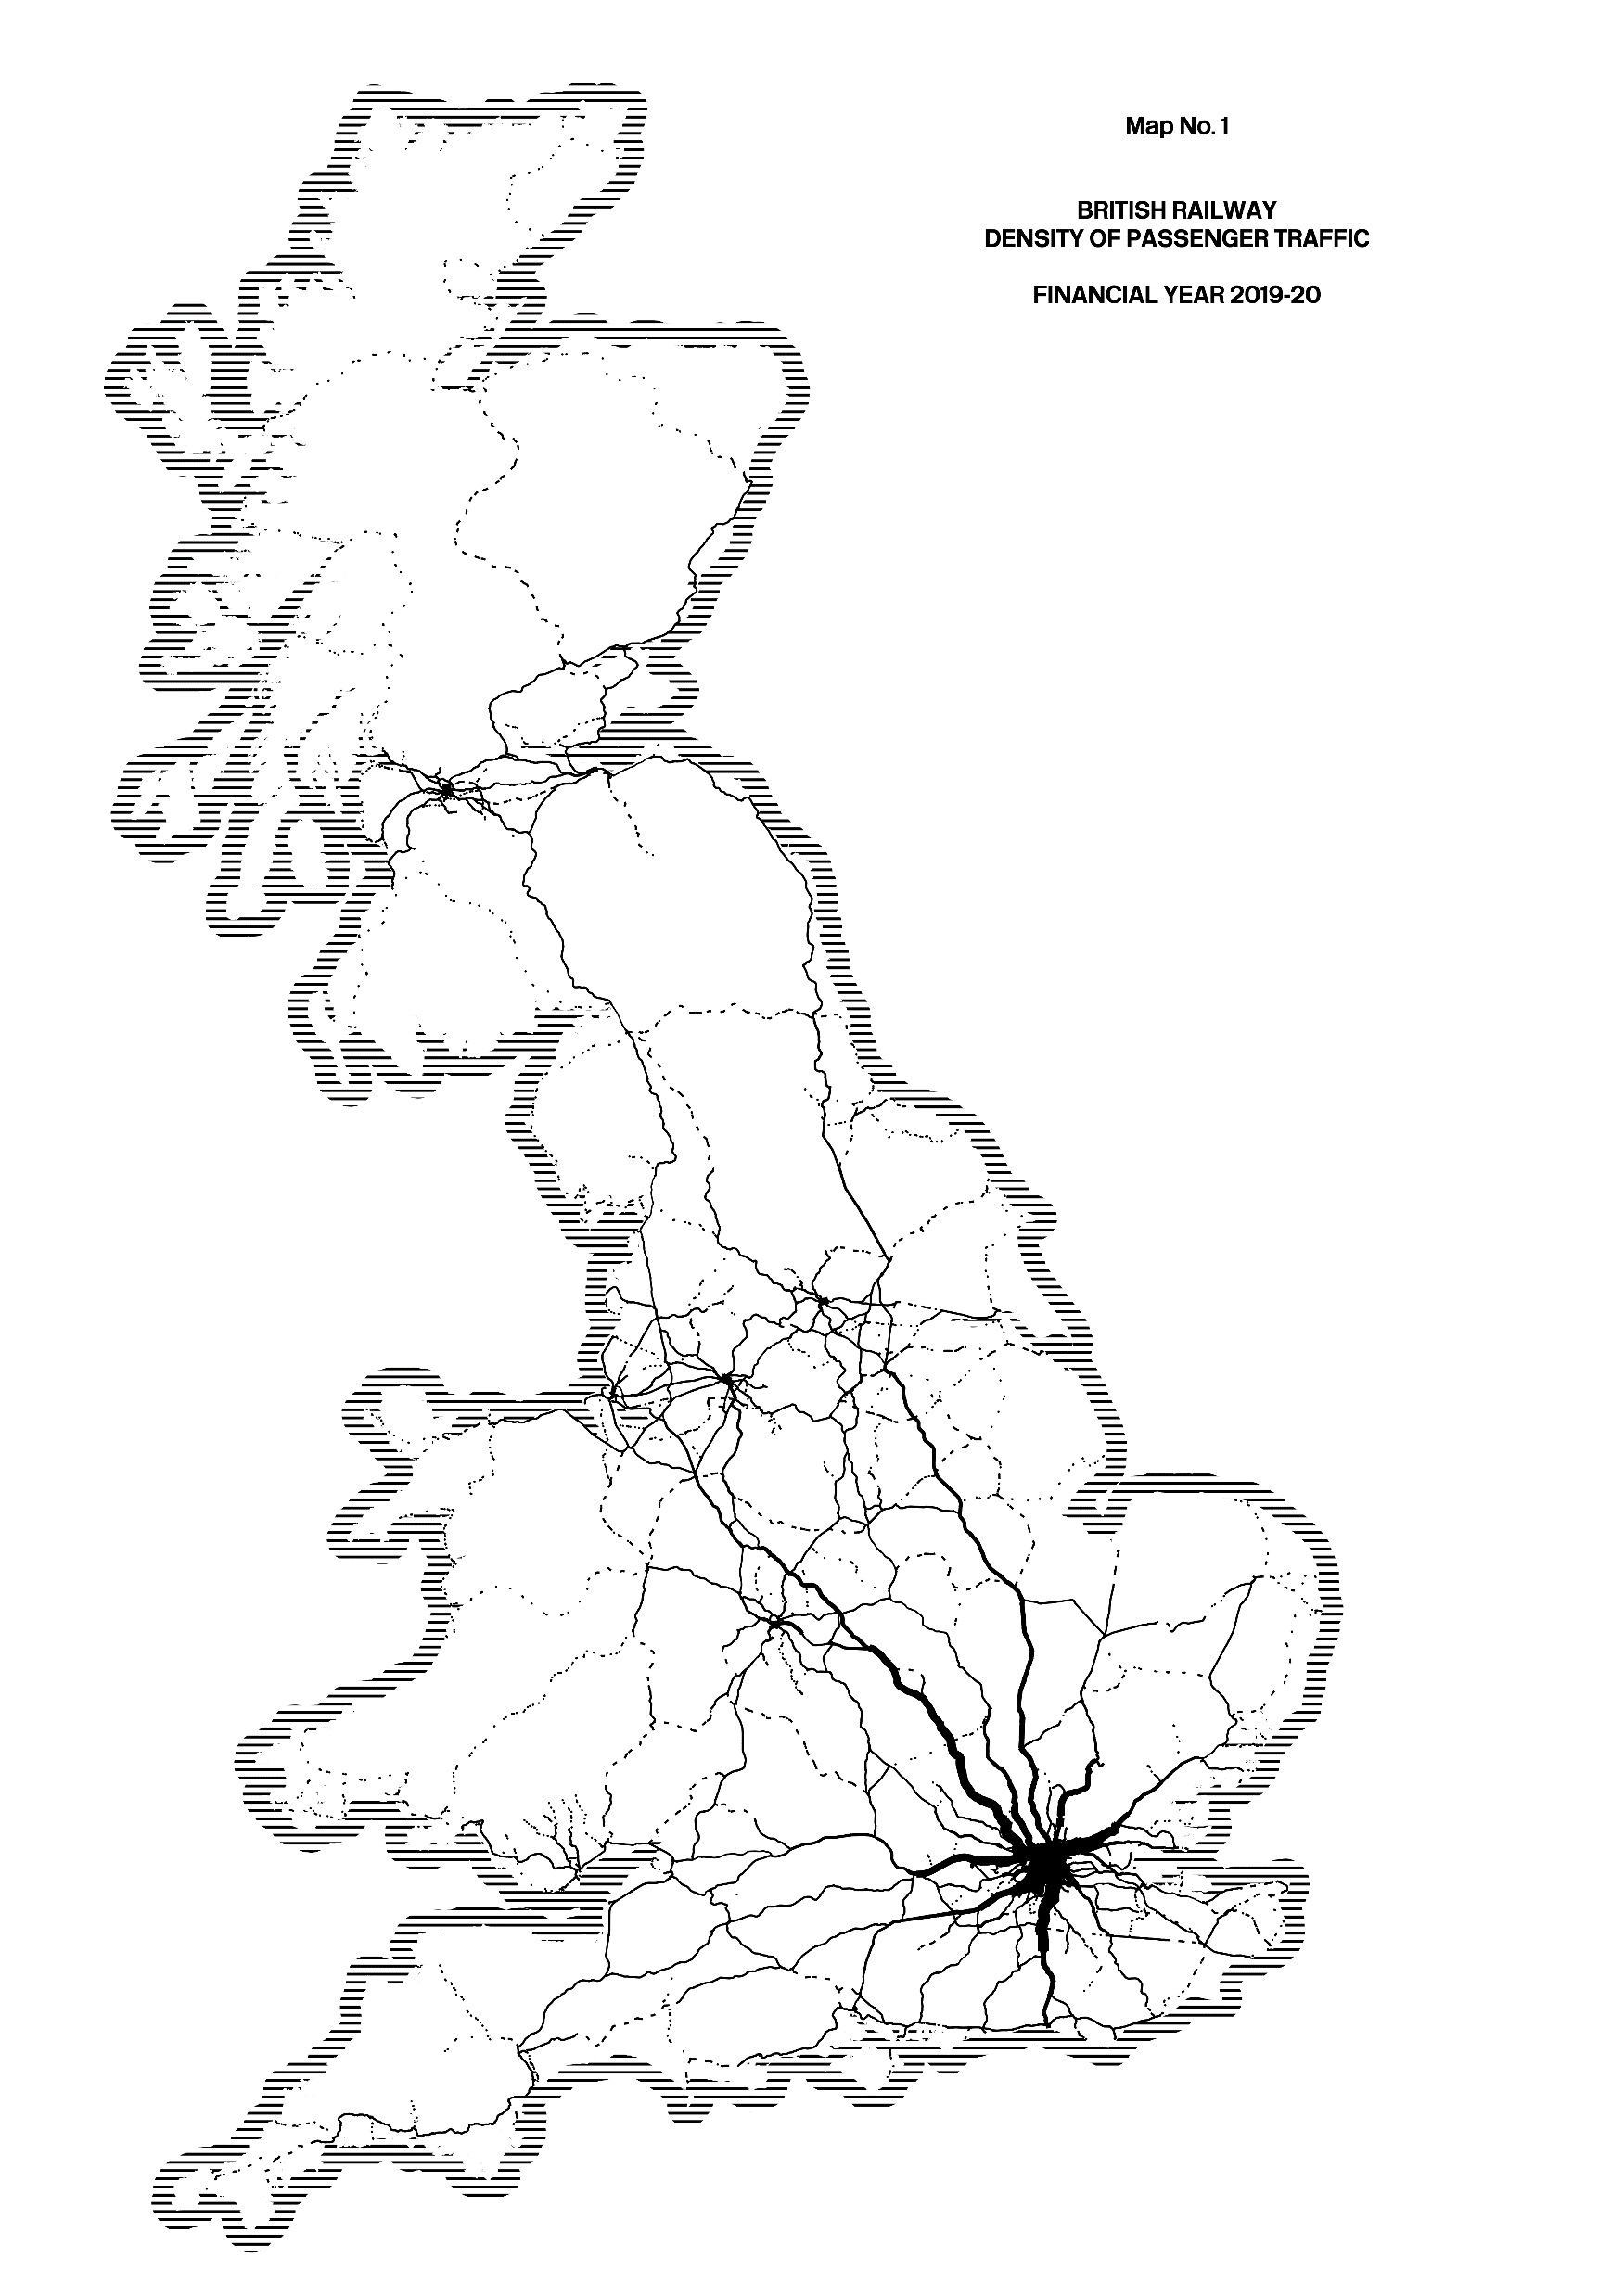 Map No. 1
BRITISH RAILWAY
DENSITY OF PASSENGER TRAFFIC
FINANCIAL YEAR 2019-20